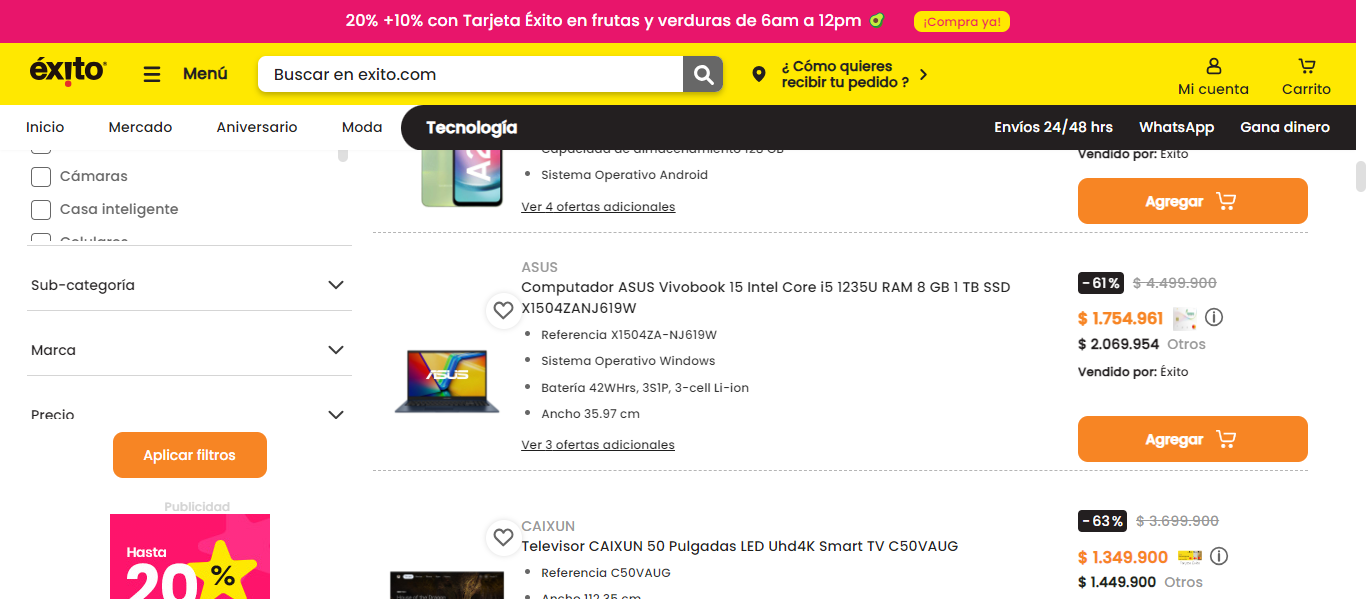 20% +10% con Tarjeta Éxito en frutas y verduras de 6am a 12pm
¡Compra ya!
éxito
Menú
Buscar en exito.com
¿ Cómo quieres
recibir tu pedido ?
Mi cuenta
Carrito
Inicio
Mercado
Aniversario
Moda
Tecnología
Envíos 24/48 hrs
WhatsApp
Gana dinero
Cámaras
Casa inteligente
Celulares
Sub-categoría
Marca
Precio
Aplicar filtros
Publicidad
Hasta
20%
Capacidad de almacenamiento 128 GB
Sistema Operativo Android
Ver 4 ofertas adicionales
Vendido por: Éxito
Agregar
ASUS
Computador ASUS Vivobook 15 Intel Core i5 1235U RAM 8 GB 1 TB SSD
X1504ZANJ619W
Referencia X1504ZA-NJ619W
Sistema Operativo Windows
Batería 42WHrs, 3S1P, 3-cell Li-ion
Ancho 35.97 cm
Ver 3 ofertas adicionales
ASUS
-61% $ 4.499.900
$ 1.754.961
$ 2.069.954 Otros
Vendido por: Éxito
Agregar
CAIXUN
Televisor CAIXUN 50 Pulgadas LED Uhd4K Smart TV C50VAUG
Referencia C50VAUG
Ancho 112.35 cm
-63% $ 3.699.900
$ 1.349.900
$ 1.449.900 Otros